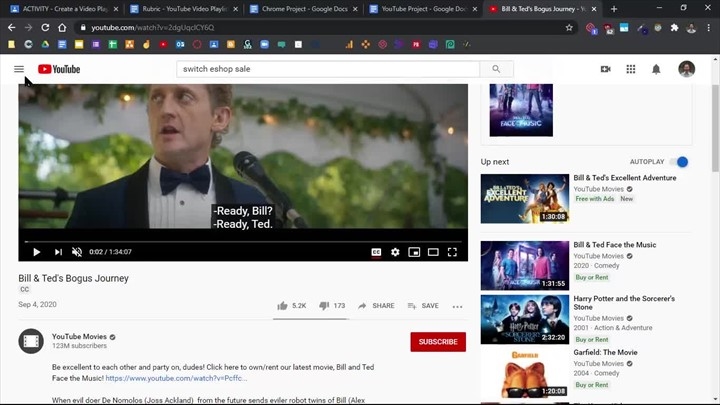 ACTIVITY - Create a Video Play
Rubric - YouTube Video Playli
Chrome Project - Google Docs
YouTube Project - Google Doc
Bill & Ted's Bogus Journey - Yo
youtube.com/watch?v=2dgUqclCY6Q
YouTube
switch eshop sale
FACE MUSIC
-Ready, Bill?
-Ready, Ted.
0:02 / 1:34:07
CC
Bill & Ted's Bogus Journey
CC
Sep 4, 2020
5.2K
173
SHARE
SAVE
YouTube Movies
123M subscribers
SUBSCRIBE
Be excellent to each other and party on, dudes! Click here to own/rent our latest movie, Bill and Ted
Face the Music! https://www.youtube.com/watch?v=Pcffc...
When evil doer De Nomolos (Joss Ackland) from the future sends eviler robot twins of Bill (Alex
Up next
AUTOPLAY
BILL & TED'S EXCELLENT ADVENTURE
1:30:08
Bill & Ted's Excellent Adventure
YouTube Movies
Free with Ads New
1:31:55
Bill & Ted Face the Music
YouTube Movies
2020 - Comedy
Buy or Rent
Harry Potter
2:32:20
Harry Potter and the Sorcerer's
Stone
YouTube Movies
2001 - Action & Adventure
Buy or Rent
GARFIELD
1:20:08
Garfield: The Movie
YouTube Movies
2004 - Comedy
Buy or Rent